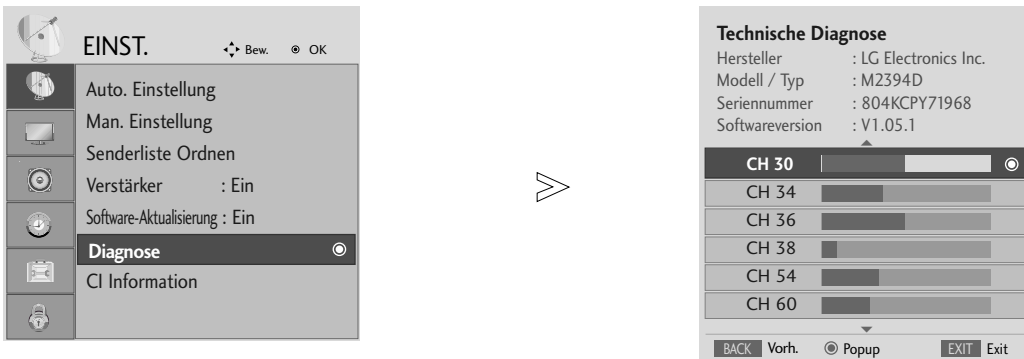 EINST.
Bew. OK
Auto. Einstellung
Man. Einstellung
Senderliste Ordnen
Verstärker : Ein
Software-Aktualisierung : Ein
Diagnose
CI Information
Technische Diagnose
Hersteller : LG Electronics Inc.
Modell / Typ : M2394D
Seriennummer : 804KCPY71968
Softwareversion : V1.05.1
CH 30
CH 34
CH 36
CH 38
CH 54
CH 60
BACK Vorh. Popup EXIT Exit